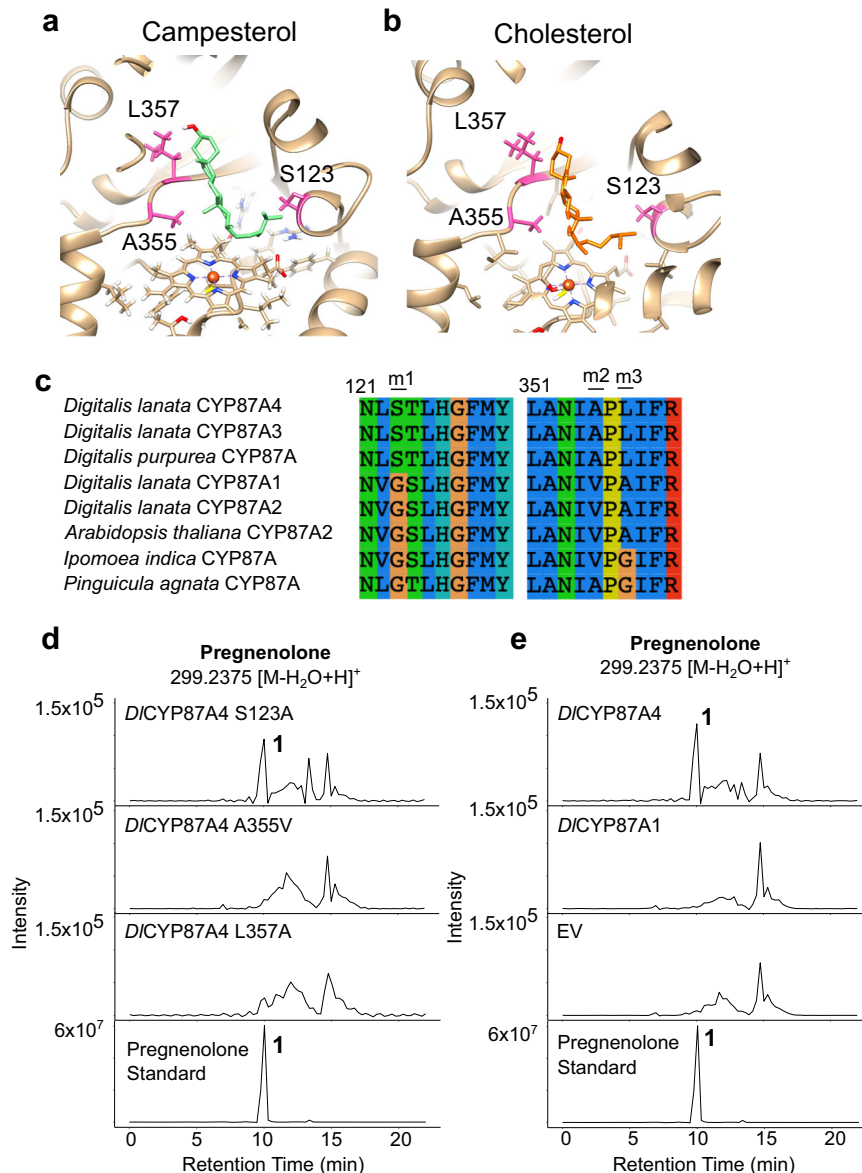 a
Campesterol
L357
S123
A355
b
Cholesterol
L357
S123
A355
c
121 m1 351 m2 m3
Digitalis lanata CYP87A4 NLSTLHGFMY LANIAPLIFR
Digitalis lanata CYP87A3 NLSTLHGFMY LANIAPLIFR
Digitalis purpurea CYP87A NLSTLHGFMY LANIAPLIFR
Digitalis lanata CYP87A1 NVGSLHGFMY LANIVPAIFR
Digitalis lanata CYP87A2 NVGSLHGFMY LANIVPAIFR
Arabidopsis thaliana CYP87A2 NVGSLHGFMY LANIVPAIFR
Ipomoea indica CYP87A NVGSLHGFMY LANIVPGIFR
Pinguicula agnata CYP87A NLGTLHGFMY LANIAPGIFR
d
Pregnenolone
299.2375 [M-H₂O+H]⁺
1.5x10⁵
DlCYP87A4 S123A
1
1.5x10⁵
DlCYP87A4 A355V
1.5x10⁵
DlCYP87A4 L357A
6x10⁷
Pregnenolone
Standard
1
Intensity
0 5 10 15 20
Retention Time (min)
e
Pregnenolone
299.2375 [M-H₂O+H]⁺
1.5x10⁵
DlCYP87A4
1
1.5x10⁵
DlCYP87A1
1.5x10⁵
EV
6x10⁷
Pregnenolone
Standard
1
Intensity
0 5 10 15 20
Retention Time (min)